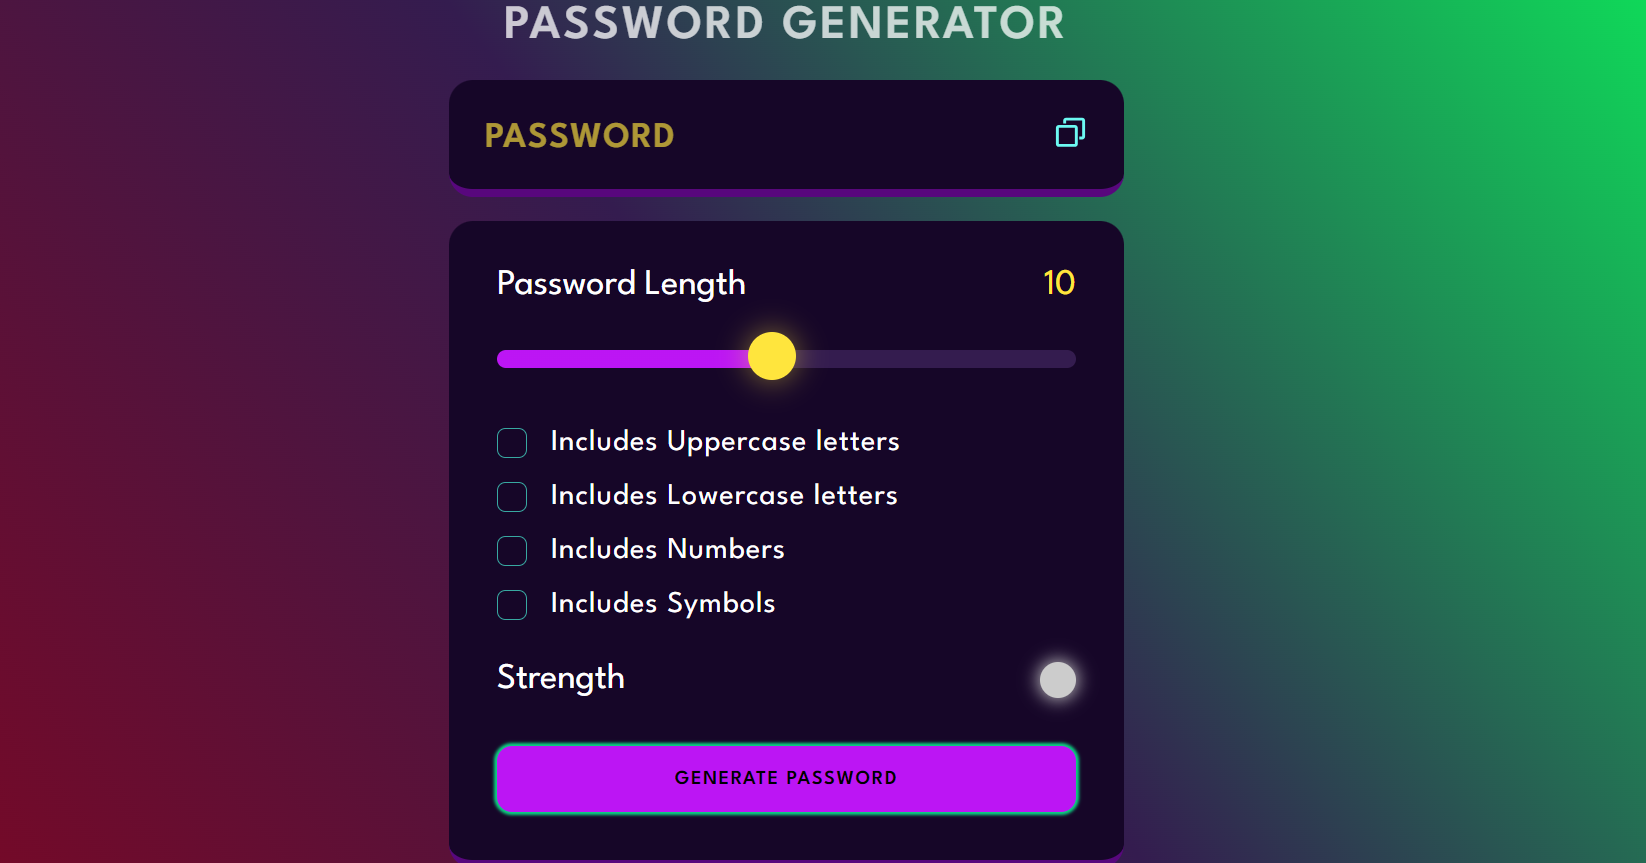 PASSWORD GENERATOR
PASSWORD
Password Length 10
Includes Uppercase letters
Includes Lowercase letters
Includes Numbers
Includes Symbols
Strength
GENERATE PASSWORD